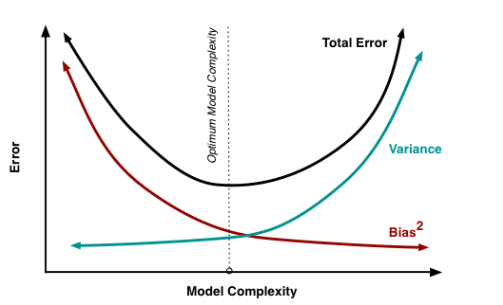 Total Error
Optimum Model Complexity
Error
Variance
Bias²
Model Complexity